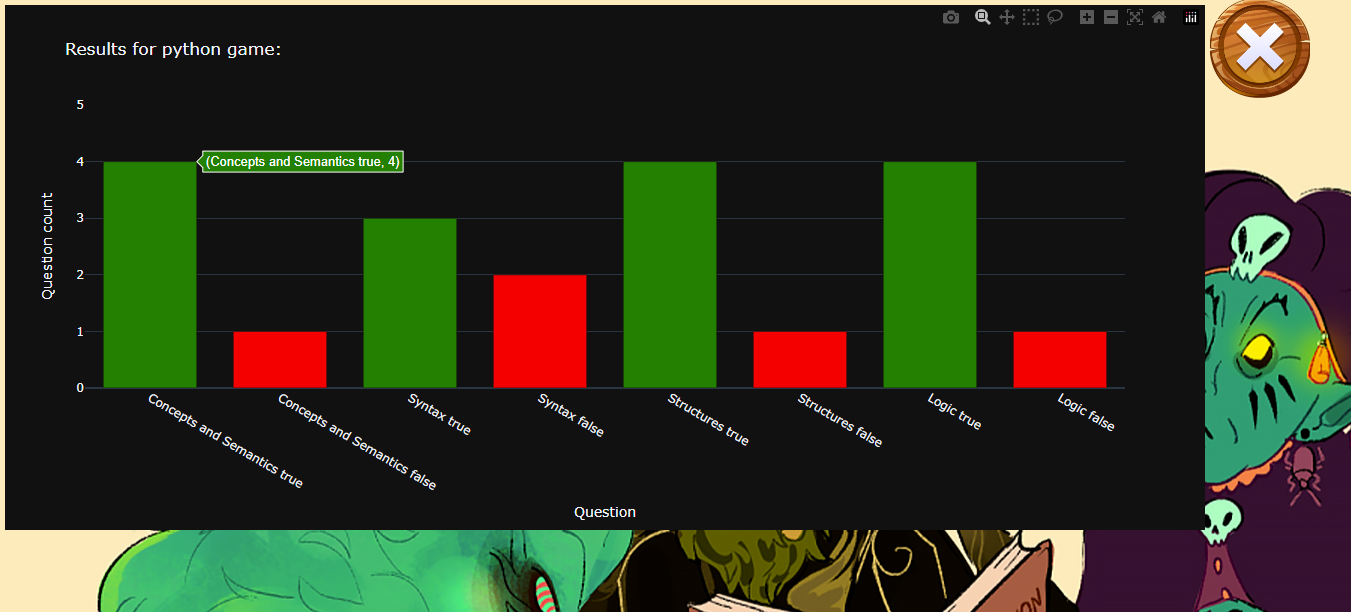 Results for python game:
5
4
3
2
1
0
Question count
(Concepts and Semantics true, 4)
Concepts and Semantics true
Concepts and Semantics false
Syntax true
Syntax false
Structures true
Structures false
Logic true
Logic false
Question